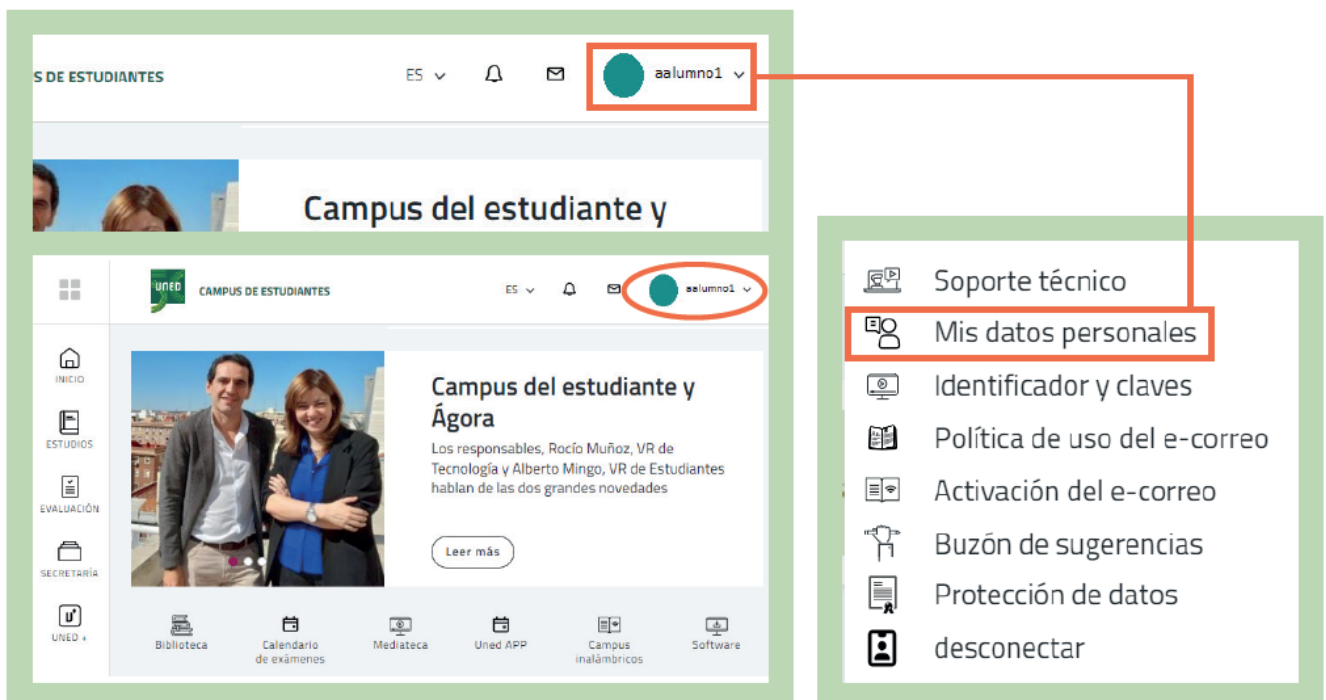 S DE ESTUDIANTES
ES
aalumno1
Campus del estudiante y
UNED
CAMPUS DE ESTUDIANTES
ES
aalumno1
INICIO
ESTUDIOS
EVALUACIÓN
SECRETARÍA
UNED +
Campus del estudiante y
Ágora
Los responsables, Rocío Muñoz, VR de
Tecnología y Alberto Mingo, VR de Estudiantes
hablan de las dos grandes novedades
Leer más
Biblioteca
Calendario
de exámenes
Mediateca
Uned APP
Campus
inalámbricos
Software
Soporte técnico
Mis datos personales
Identificador y claves
Política de uso del e-correo
Activación del e-correo
Buzón de sugerencias
Protección de datos
desconectar